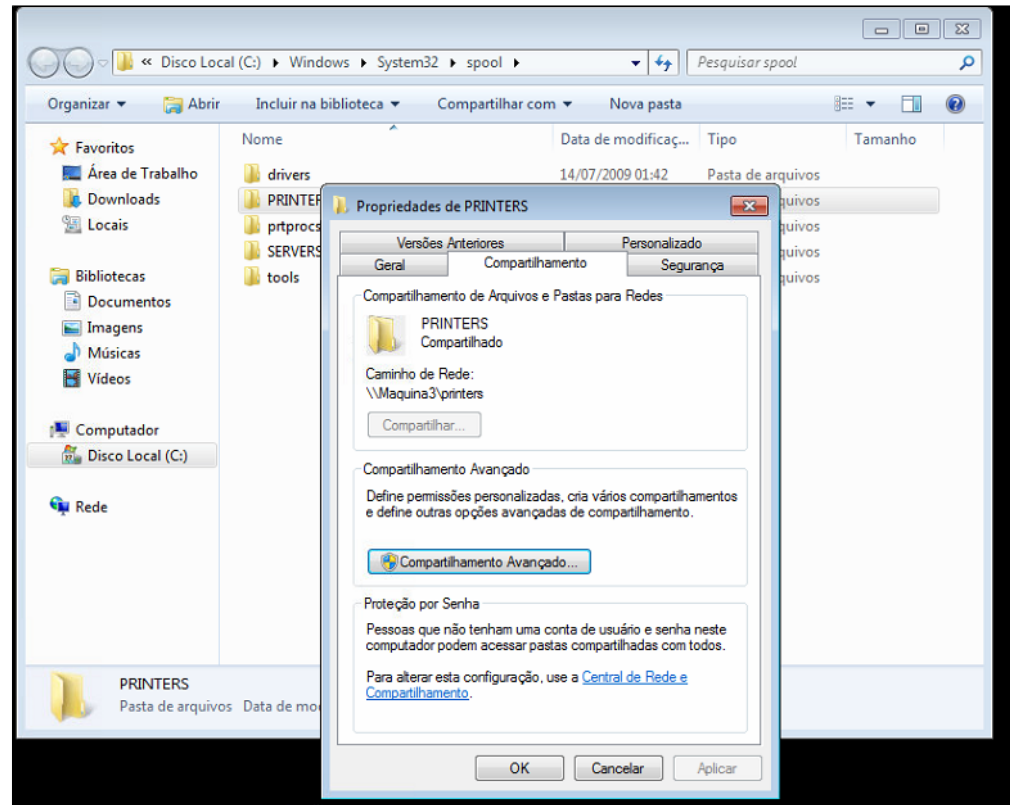 « Disco Local (C:) ▸ Windows ▸ System32 ▸ spool ▸
Pesquisar spool
Organizar Abrir Incluir na biblioteca Compartilhar com Nova pasta
Nome Data de modificaç... Tipo Tamanho
Favoritos
Área de Trabalho
Downloads
Locais
Bibliotecas
Documentos
Imagens
Músicas
Vídeos
Computador
Disco Local (C:)
Rede
drivers 14/07/2009 01:42 Pasta de arquivos
prtprocs
SERVERS
tools
Propriedades de PRINTERS
Versões Anteriores Personalizado
Geral Compartilhamento Segurança
Compartilhamento de Arquivos e Pastas para Redes
PRINTERS
Compartilhado
Caminho de Rede:
\\Maquina3\printers
Compartilhar...
Compartilhamento Avançado
Define permissões personalizadas, cria vários compartilhamentos
e define outras opções avançadas de compartilhamento.
Compartilhamento Avançado...
Proteção por Senha
Pessoas que não tenham uma conta de usuário e senha neste
computador podem acessar pastas compartilhadas com todos.
Para alterar esta configuração, use a Central de Rede e
Compartilhamento.
OK Cancelar Aplicar
PRINTERS
Pasta de arquivos Data de mo